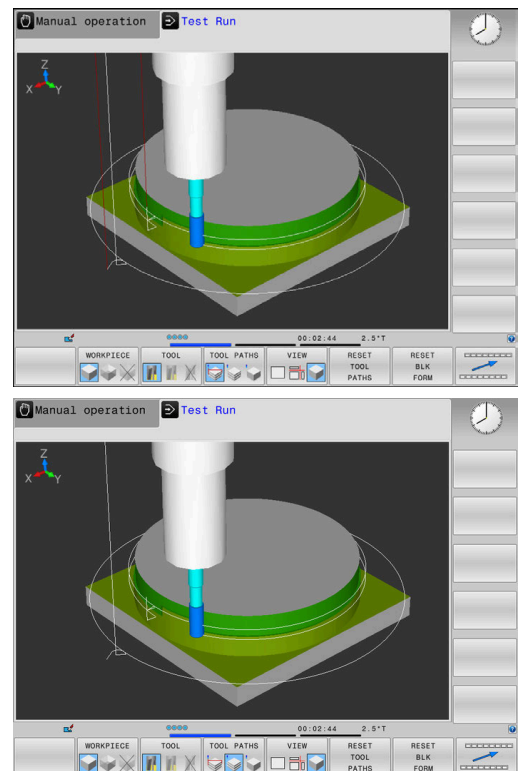 Manual operation
Test Run
Z
X
Y
00:02:44 2.5*T
WORKPIECE
TOOL
TOOL PATHS
VIEW
RESET
TOOL
PATHS
RESET
BLK
FORM
Manual operation
Test Run
Z
X
Y
00:02:44 2.5*T
WORKPIECE
TOOL
TOOL PATHS
VIEW
RESET
TOOL
PATHS
RESET
BLK
FORM